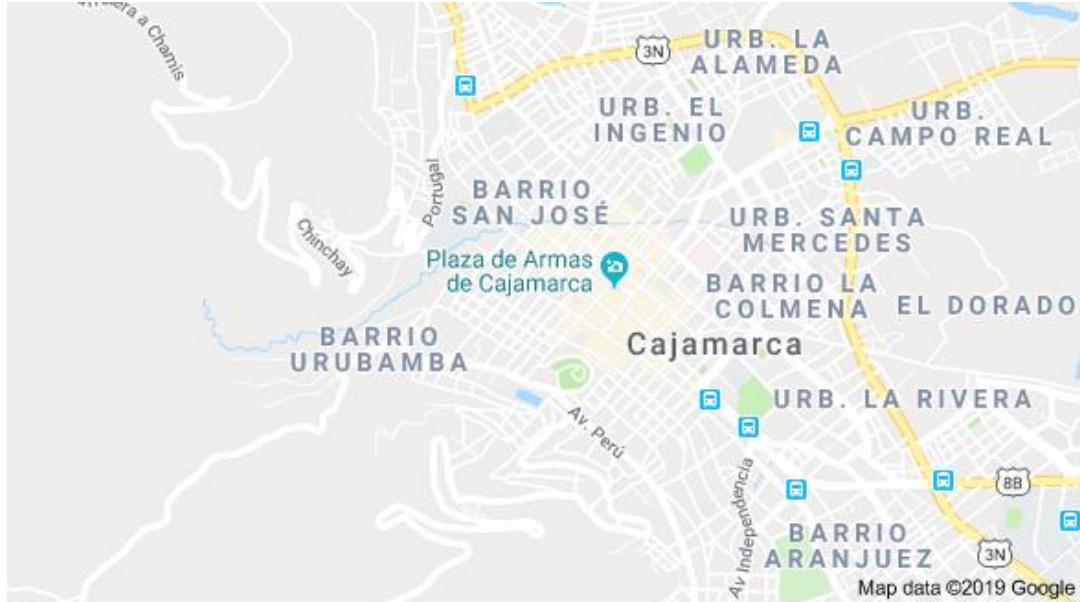 rera a Chamis
3N
URB. LA
ALAMEDA
URB. EL
INGENIO
URB.
CAMPO REAL
Portugal
BARRIO
SAN JOSÉ
URB. SANTA
MERCEDES
Chinchay
Plaza de Armas
de Cajamarca
BARRIO LA
COLMENA
EL DORADO
BARRIO
URUBAMBA
Cajamarca
URB. LA RIVERA
Av. Perú
Av Independencia
8B
BARRIO
ARANJUEZ
3N
Map data ©2019 Google